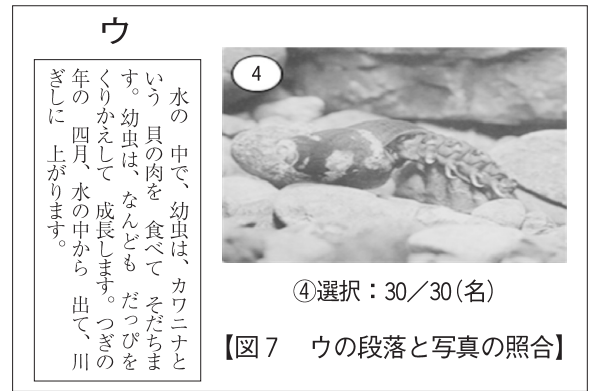 ウ
水の　中で、幼虫は、カワニナと
いう　貝の肉を　食べて　そだちま
す。幼虫は、なんども　だっぴを
くりかえして　成長します。つぎの
年の　四月、水の中から　出て、川
ぎしに　上がります。
4
④選択：30／30(名)
【図７　ウの段落と写真の照合】